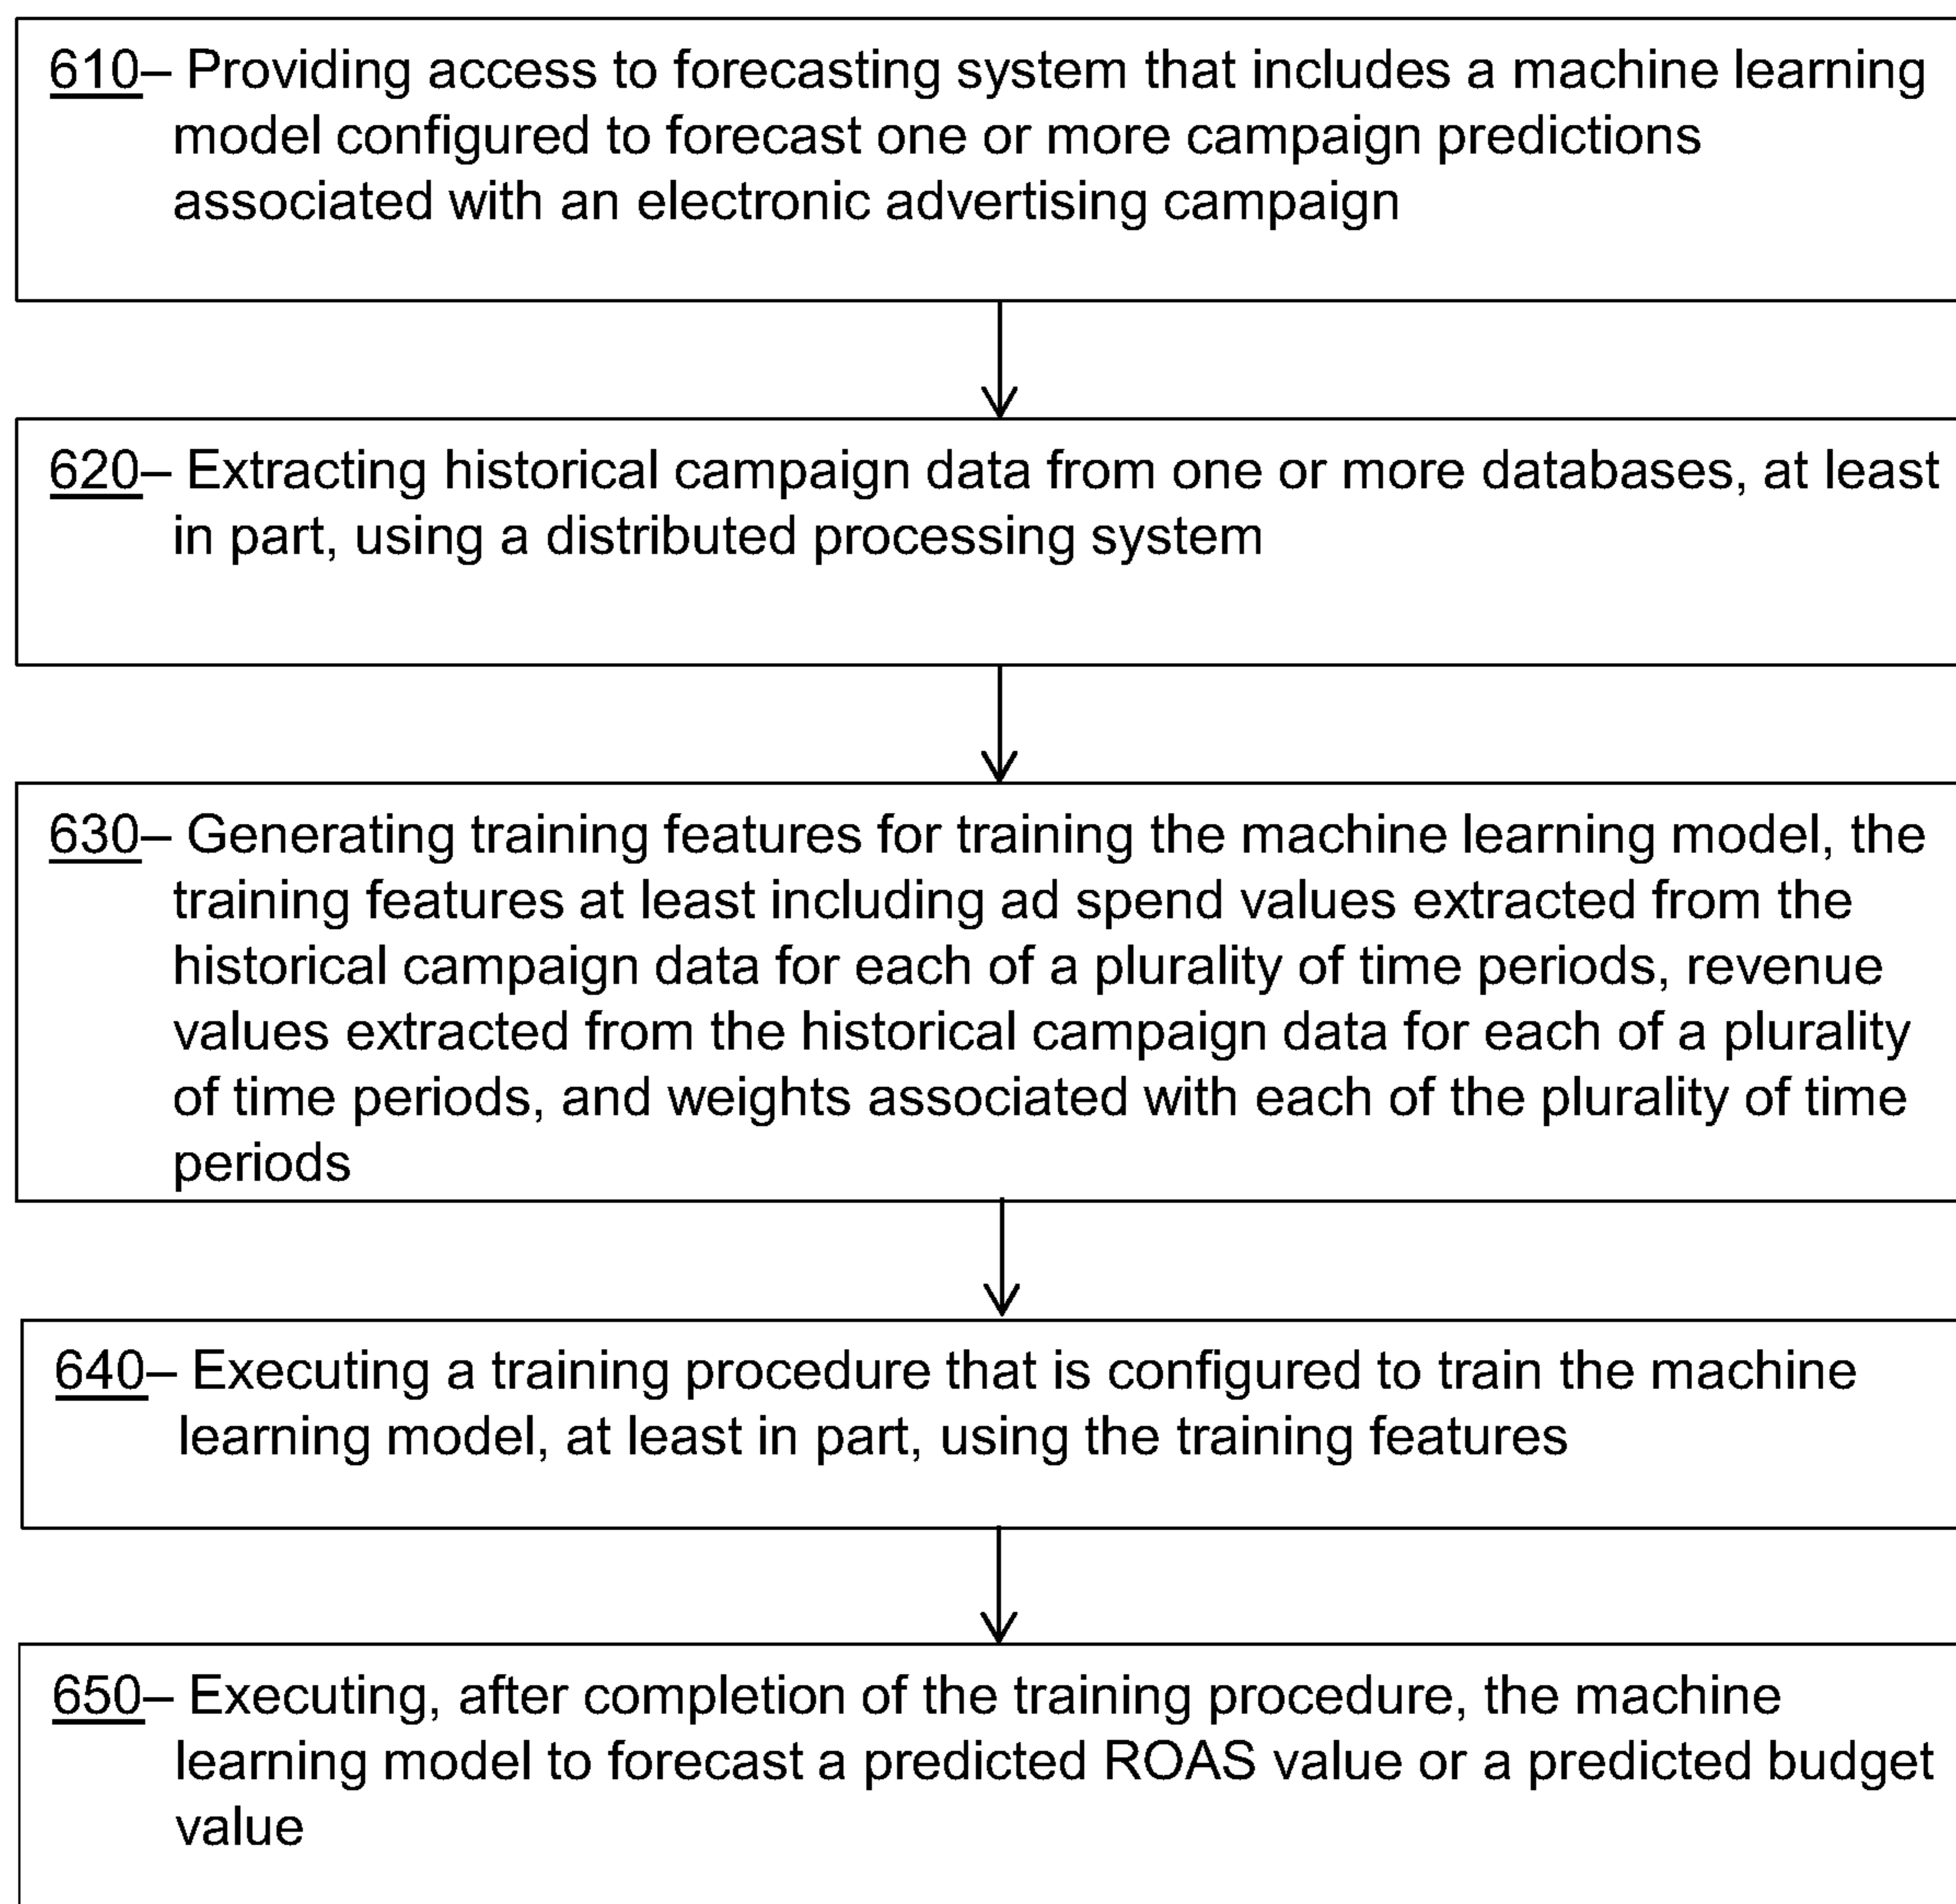 610– Providing access to forecasting system that includes a machine learning
model configured to forecast one or more campaign predictions
associated with an electronic advertising campaign
620– Extracting historical campaign data from one or more databases, at least
in part, using a distributed processing system
630– Generating training features for training the machine learning model, the
training features at least including ad spend values extracted from the
historical campaign data for each of a plurality of time periods, revenue
values extracted from the historical campaign data for each of a plurality
of time periods, and weights associated with each of the plurality of time
periods
640– Executing a training procedure that is configured to train the machine
learning model, at least in part, using the training features
650– Executing, after completion of the training procedure, the machine
learning model to forecast a predicted ROAS value or a predicted budget
value